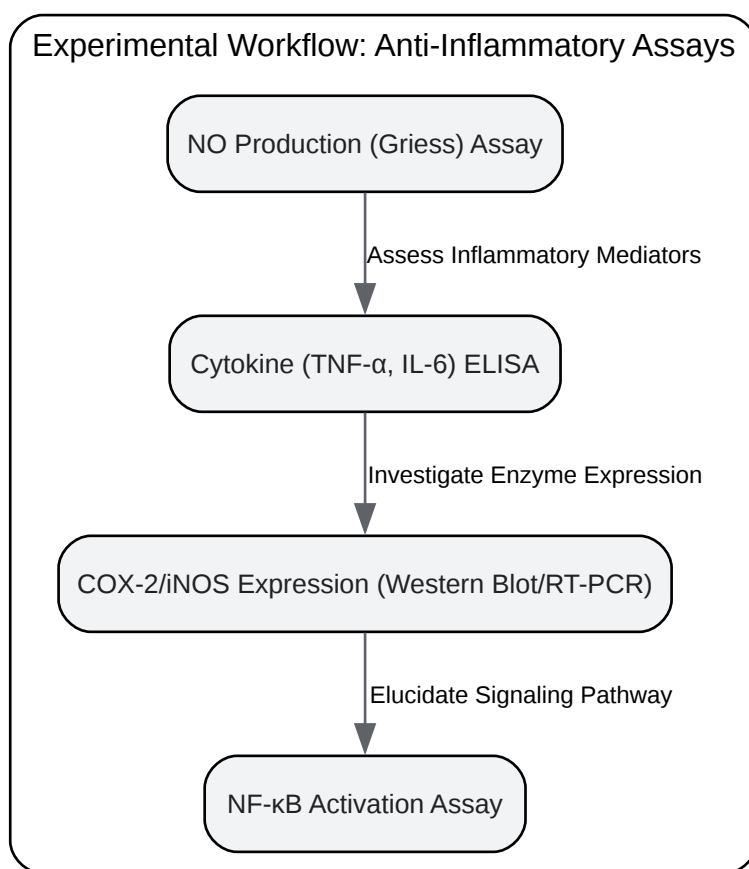 Experimental Workflow: Anti-Inflammatory Assays
NO Production (Griess) Assay
Assess Inflammatory Mediators
Cytokine (TNF-α, IL-6) ELISA
Investigate Enzyme Expression
COX-2/iNOS Expression (Western Blot/RT-PCR)
Elucidate Signaling Pathway
NF-κB Activation Assay